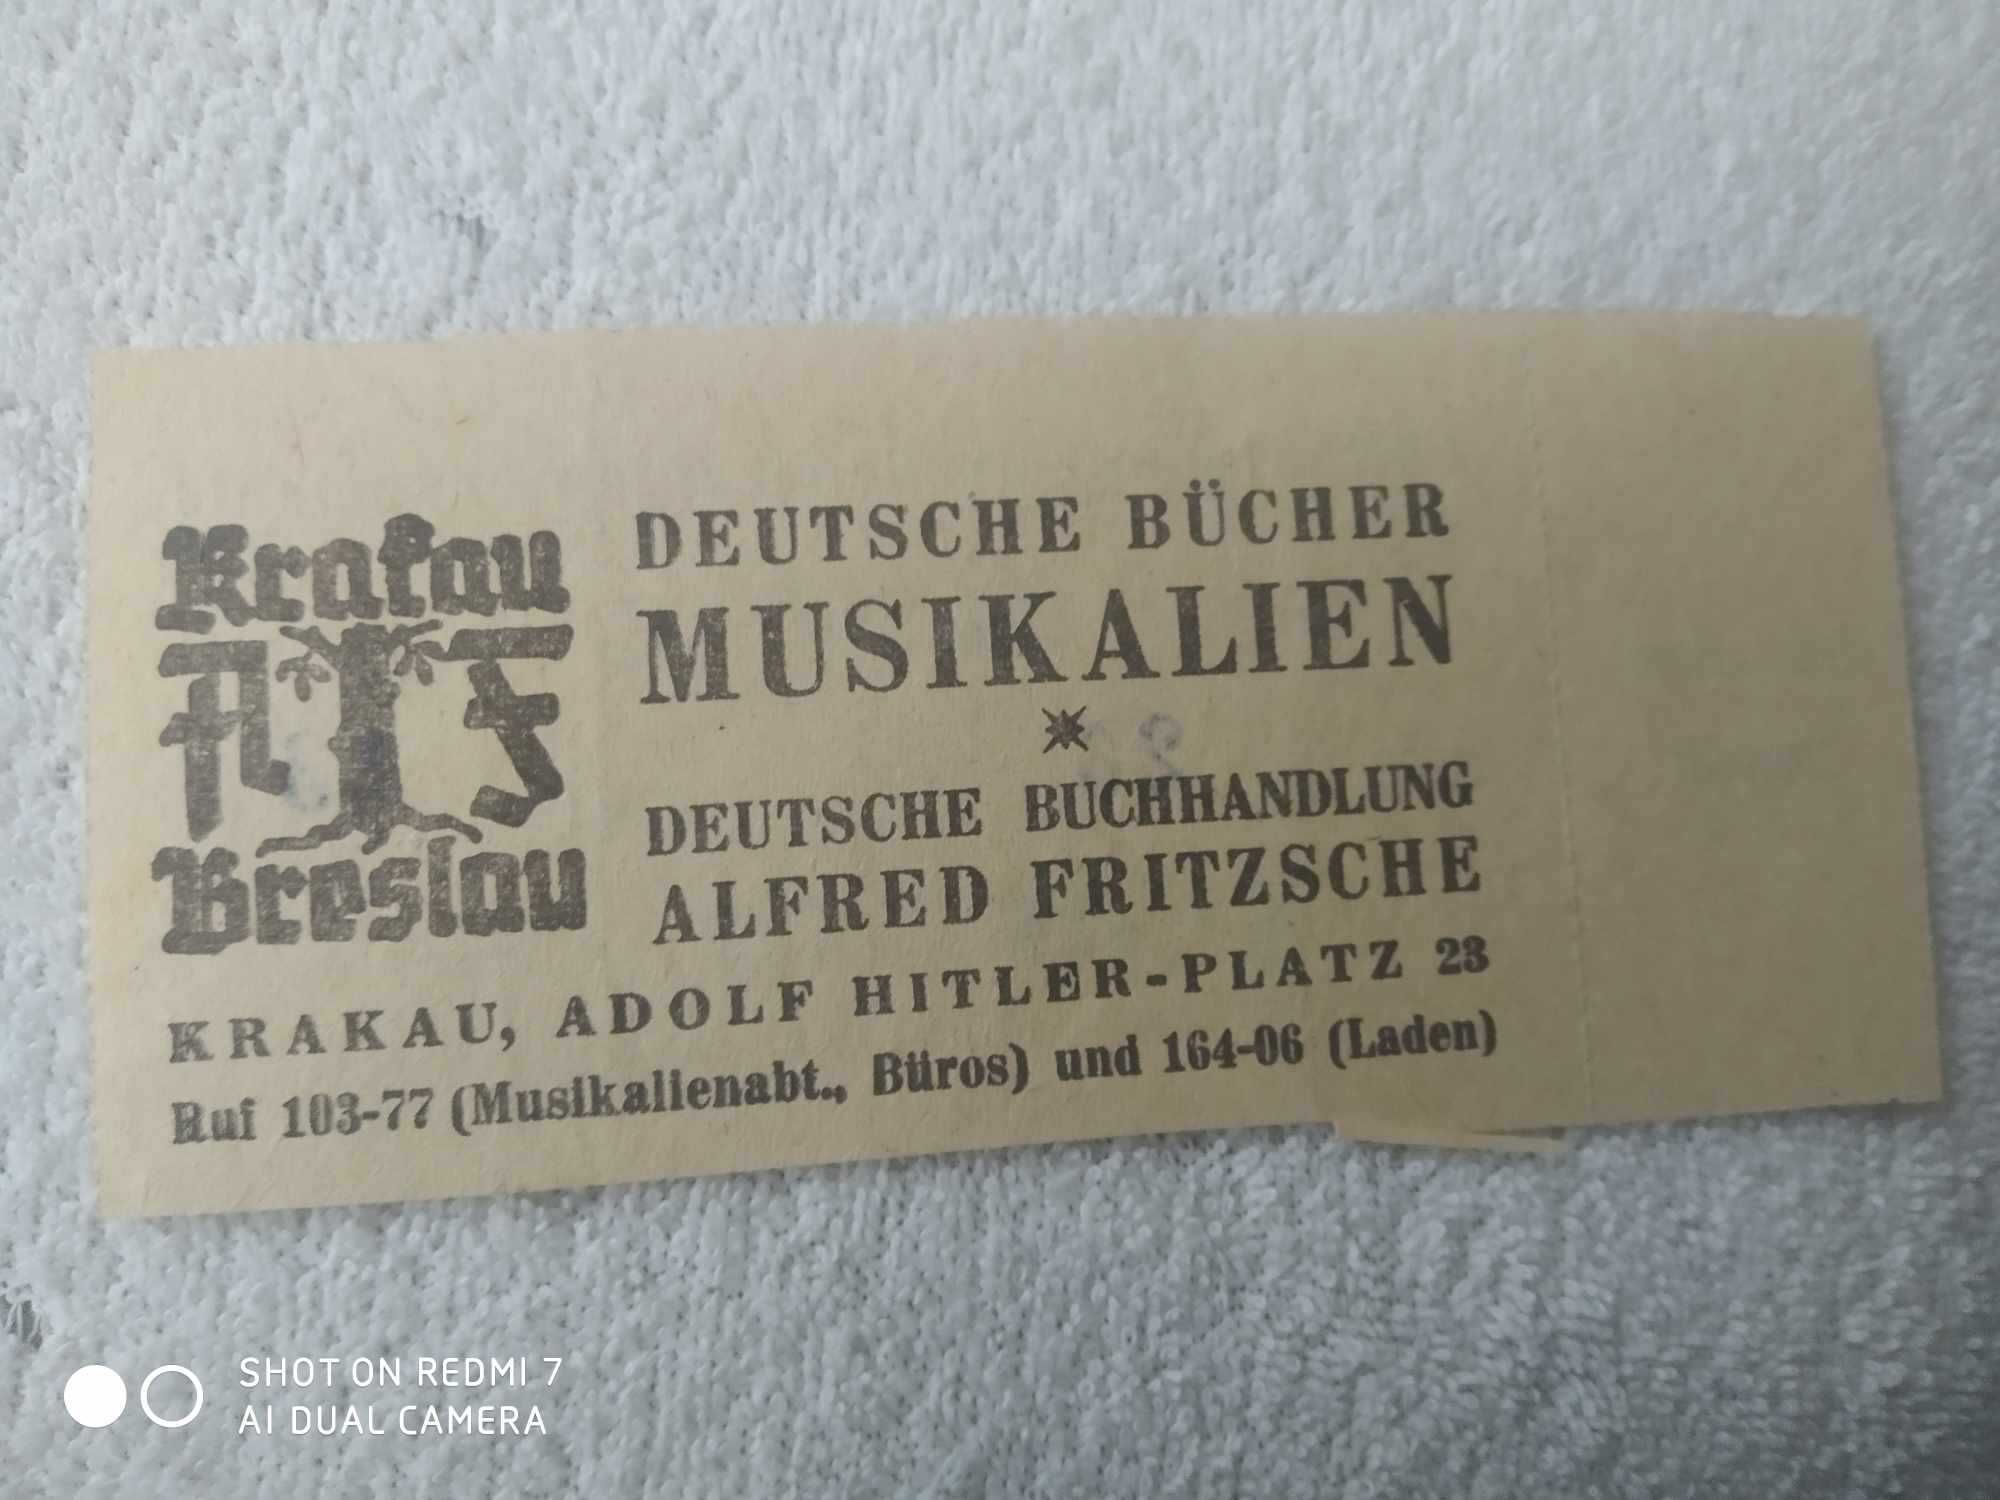 Krakau
AF
Breslau
DEUTSCHE BÜCHER
MUSIKALIEN
DEUTSCHE BUCHHANDLUNG
ALFRED FRITZSCHE
KRAKAU, ADOLF HITLER-PLATZ 23
Ruf 103-77 (Musikalienabt., Büros) und 164-06 (Laden)
SHOT ON REDMI 7
AI DUAL CAMERA